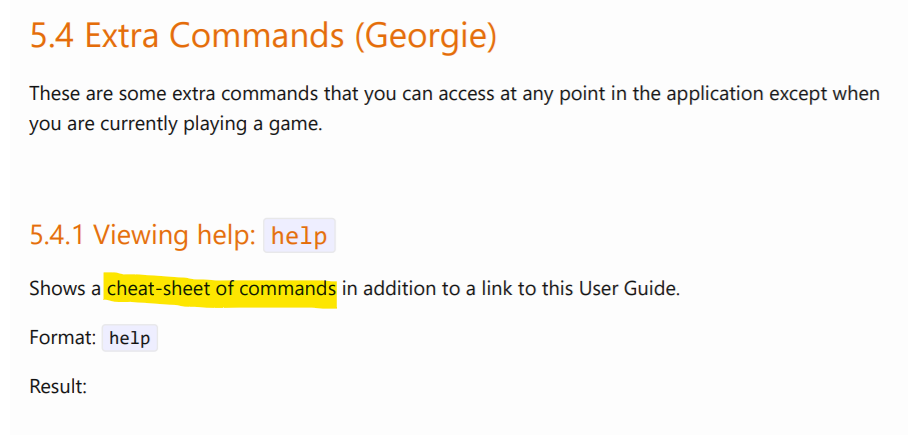 5.4 Extra Commands (Georgie)
These are some extra commands that you can access at any point in the application except when
you are currently playing a game.
5.4.1 Viewing help: help
Shows a cheat-sheet of commands in addition to a link to this User Guide.
Format: help
Result: